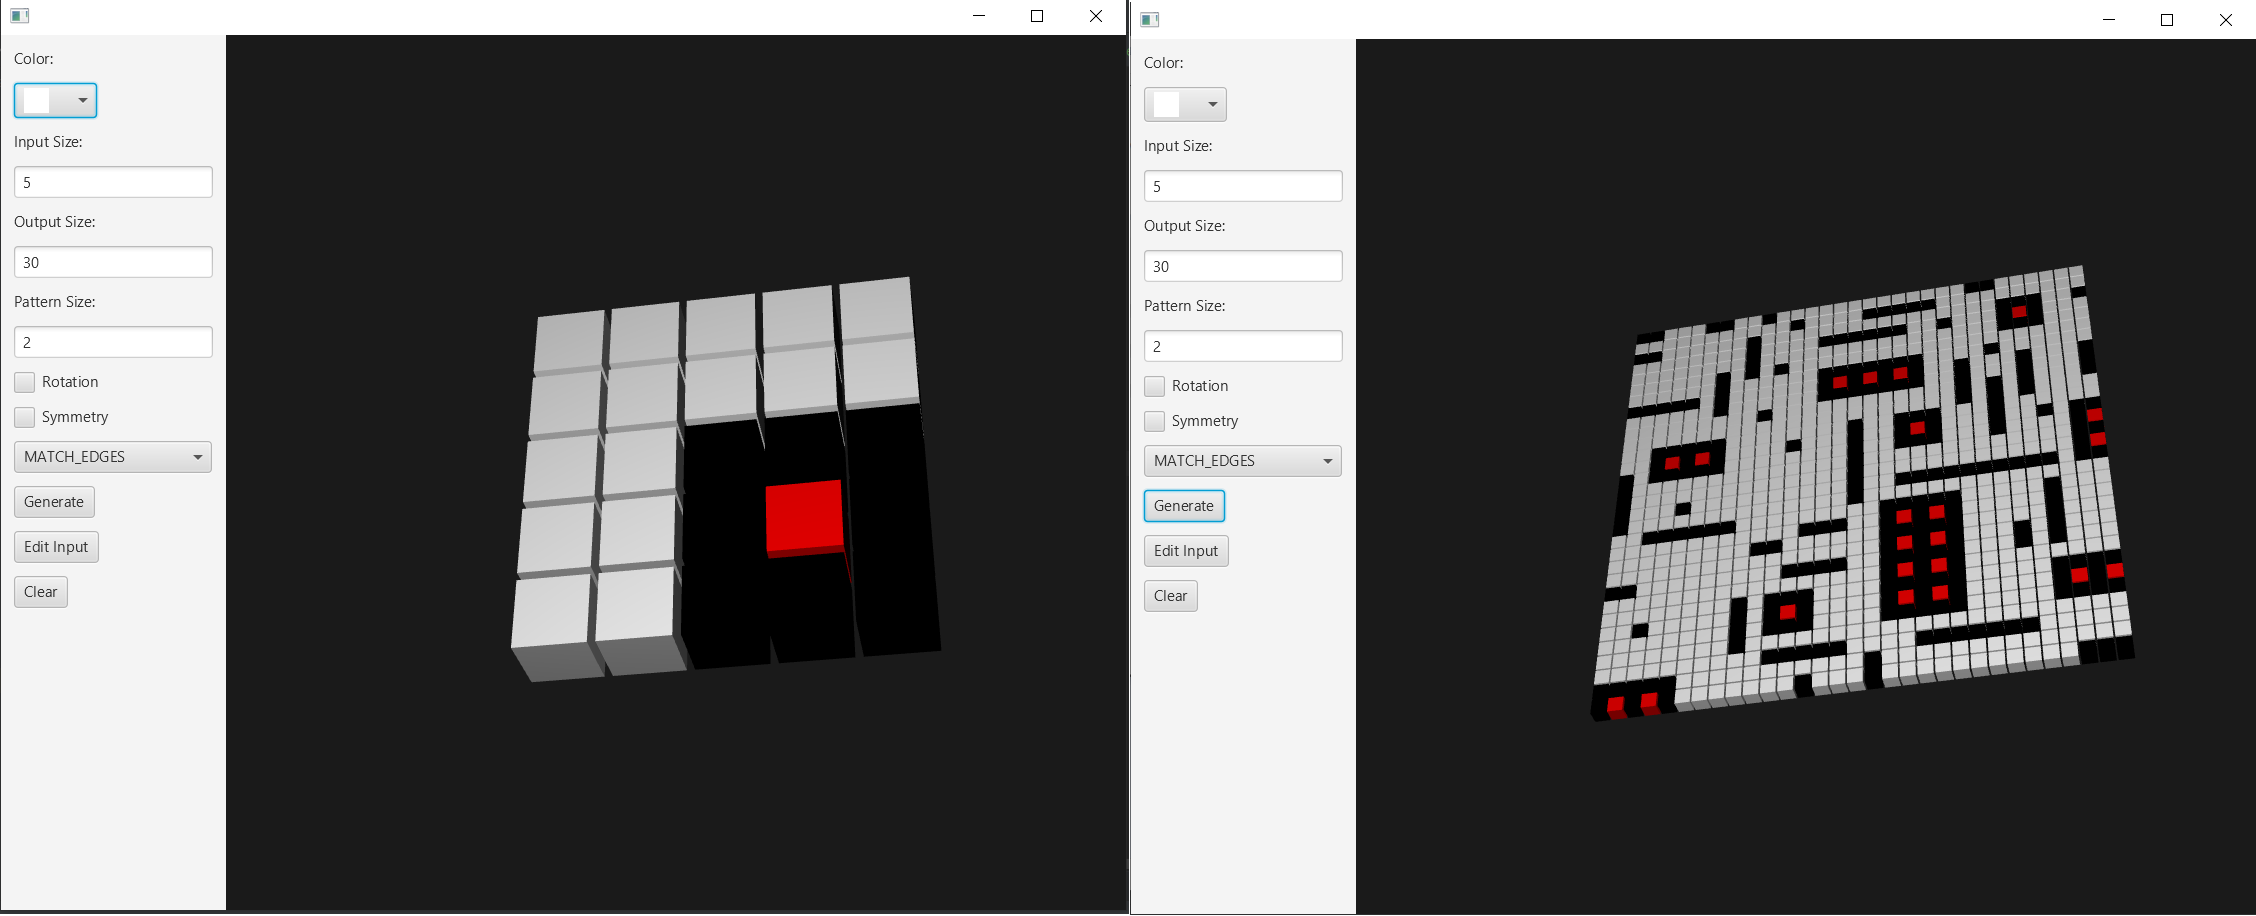 Color:
Input Size:
5
Output Size:
30
Pattern Size:
2
Rotation
Symmetry
MATCH_EDGES
Generate
Edit Input
Clear
Color:
Input Size:
5
Output Size:
30
Pattern Size:
2
Rotation
Symmetry
MATCH_EDGES
Generate
Edit Input
Clear